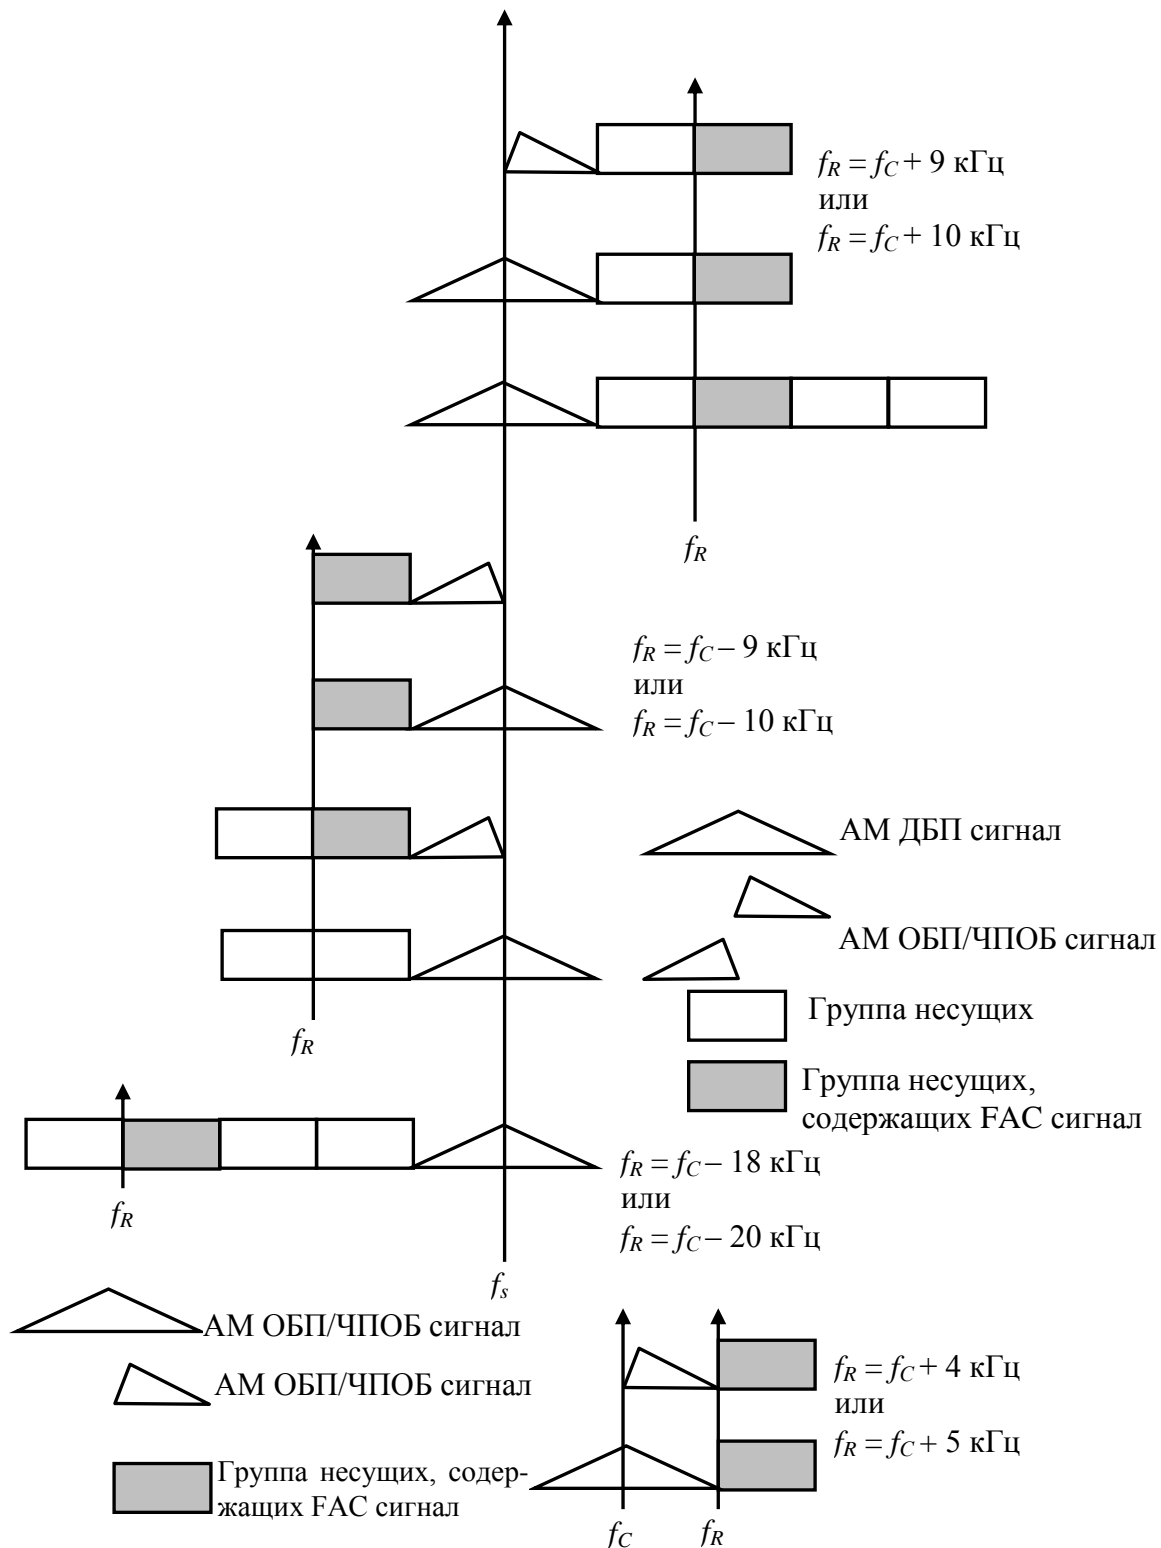 f_R = f_C + 9 кГц
или
f_R = f_C + 10 кГц
f_R
f_R = f_C – 9 кГц
или
f_R = f_C – 10 кГц
АМ ДБП сигнал
АМ ОБП/ЧПОБ сигнал
Группа несущих
f_R
Группа несущих,
содержащих FAC сигнал
f_R = f_C – 18 кГц
или
f_R = f_C – 20 кГц
f_R
f_s
АМ ОБП/ЧПОБ сигнал
АМ ОБП/ЧПОБ сигнал
f_R = f_C + 4 кГц
или
f_R = f_C + 5 кГц
Группа несущих, содер-
жащих FAC сигнал
f_C
f_R